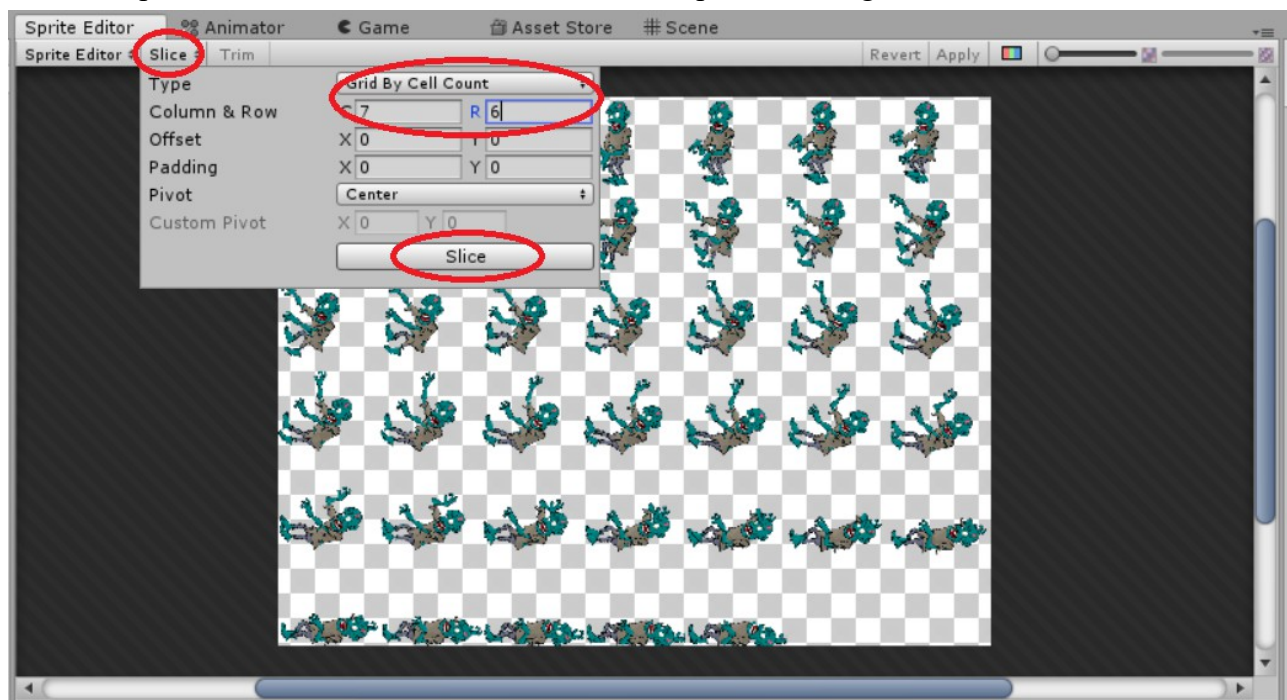 Sprite Editor Animator Game Asset Store Scene
Sprite Editor Slice Trim Revert Apply
Type Grid By Cell Count
Column & Row C 7 R 6
Offset X 0 Y 0
Padding X 0 Y 0
Pivot Center
Custom Pivot X 0 Y 0
Slice